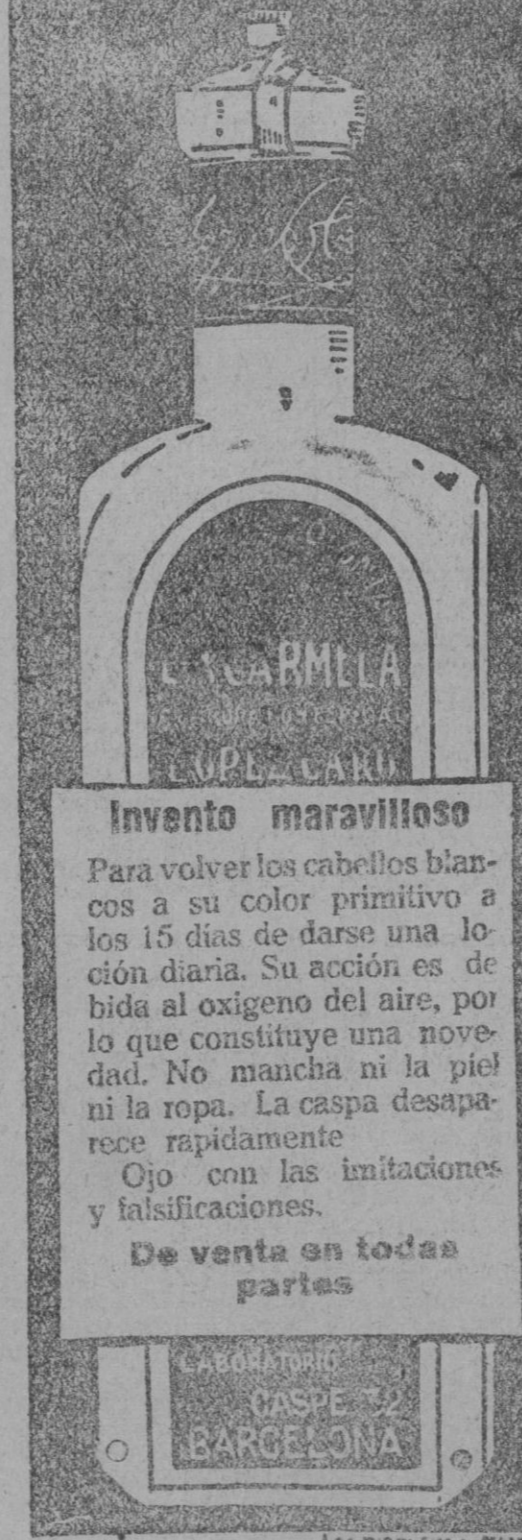 LOPEZ CARO
Invento maravilloso
Para volver los cabellos blan-
cos a su color primitivo a
los 15 días de darse una lo-
ción diaria. Su acción es de
bida al oxigeno del aire, por
lo que constituye una nove-
dad. No mancha ni la piel
ni la ropa. La caspa desapa-
rece rapidamente
Ojo con las imitaciones
y falsificaciones.
De venta en todas
partes
LABORATORIO
CASPE 32
BARCELONA